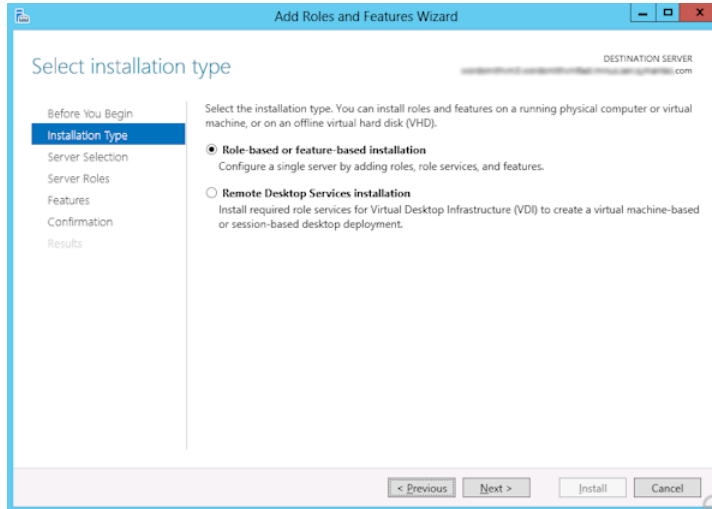 Add Roles and Features Wizard
Select installation type
DESTINATION SERVER
.com
Before You Begin
Installation Type
Server Selection
Server Roles
Features
Confirmation
Results
Select the installation type. You can install roles and features on a running physical computer or virtual
machine, or on an offline virtual hard disk (VHD).
Role-based or feature-based installation
Configure a single server by adding roles, role services, and features.
Remote Desktop Services installation
Install required role services for Virtual Desktop Infrastructure (VDI) to create a virtual machine-based
or session-based desktop deployment.
< Previous Next > Install Cancel